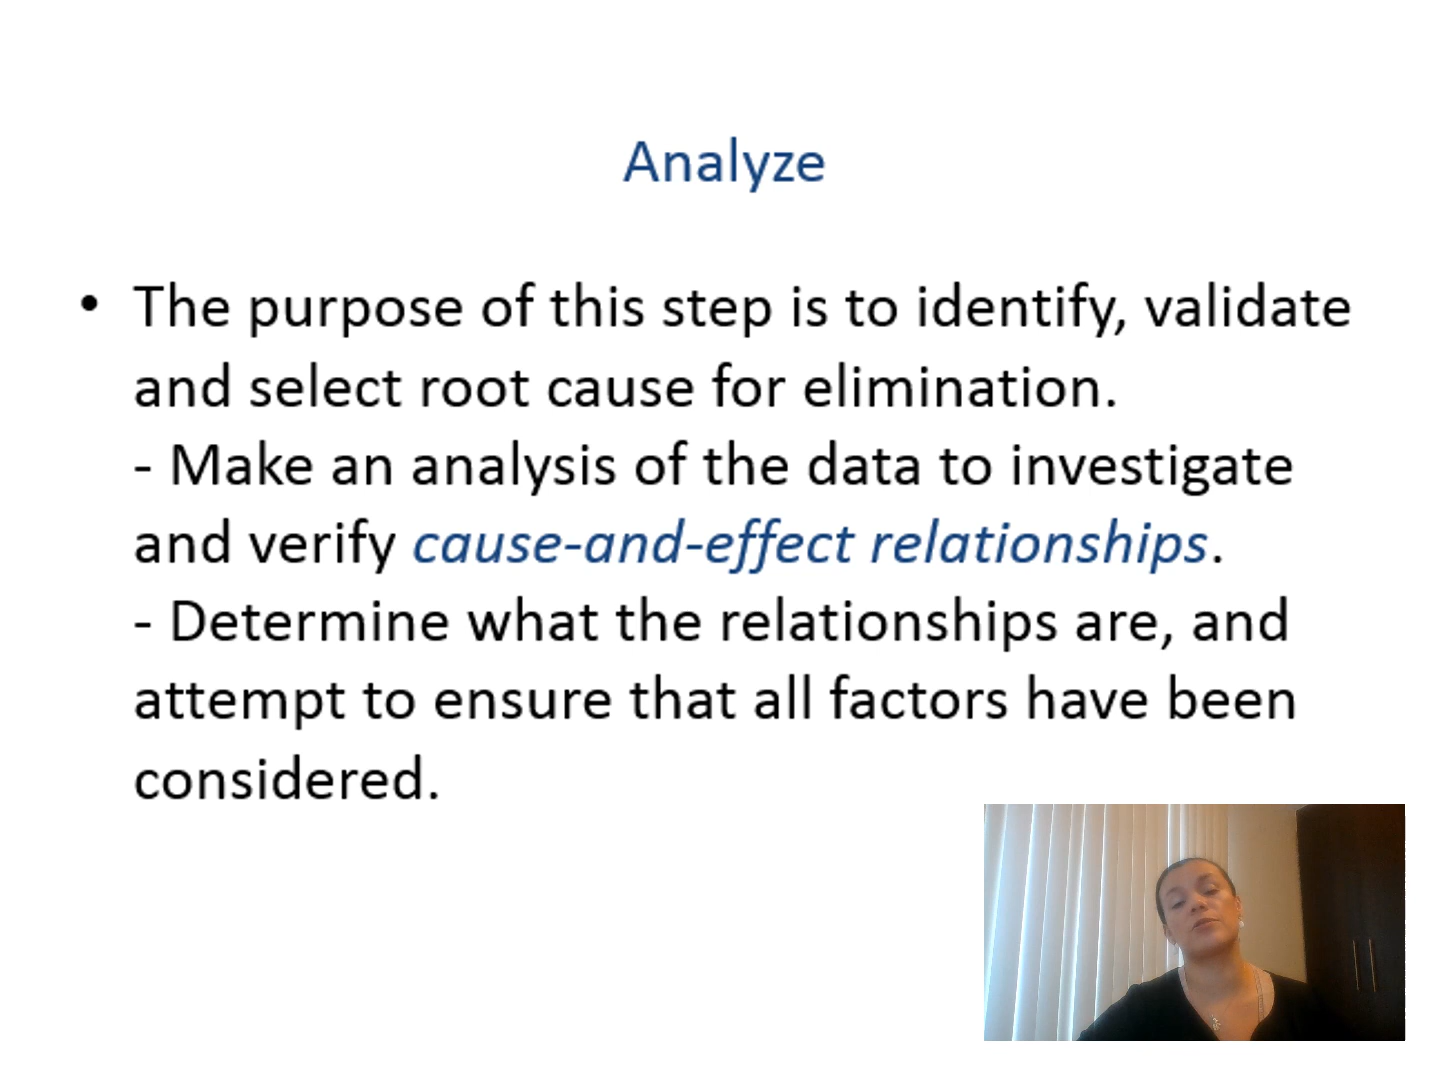 Analyze
• The purpose of this step is to identify, validate
and select root cause for elimination.
- Make an analysis of the data to investigate
and verify cause-and-effect relationships.
- Determine what the relationships are, and
attempt to ensure that all factors have been
considered.